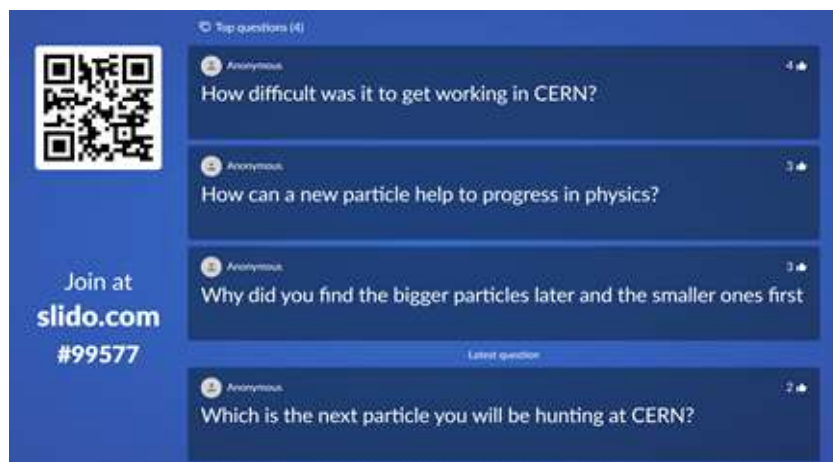 Top questions (4)
Anonymous
4
How difficult was it to get working in CERN?
Anonymous
3
How can a new particle help to progress in physics?
Anonymous
3
Why did you find the bigger particles later and the smaller ones first
Join at
slido.com
#99577
Latest question
Anonymous
2
Which is the next particle you will be hunting at CERN?